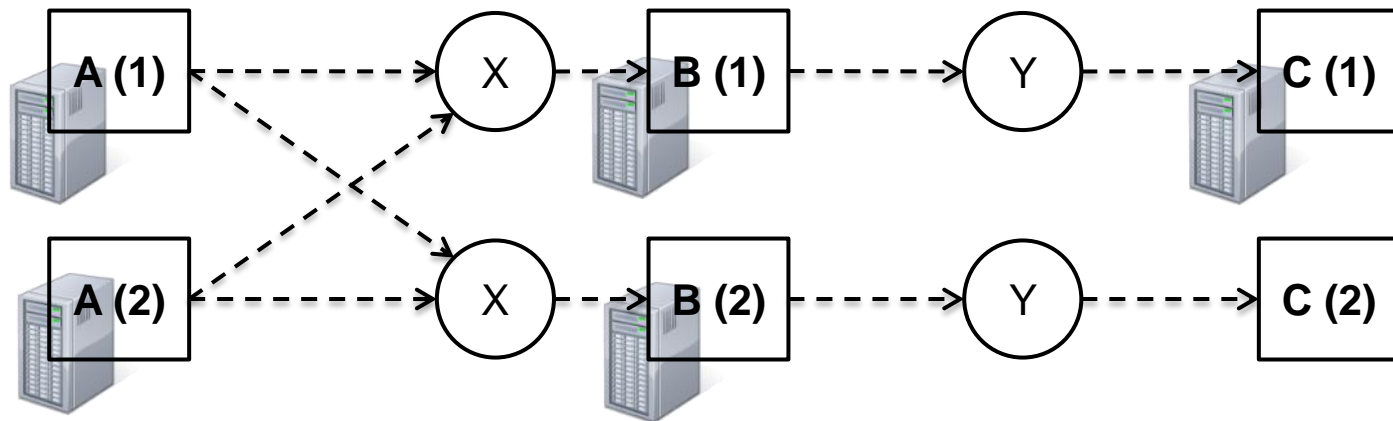 A (1)
X
B (1)
Y
C (1)
A (2)
X
B (2)
Y
C (2)